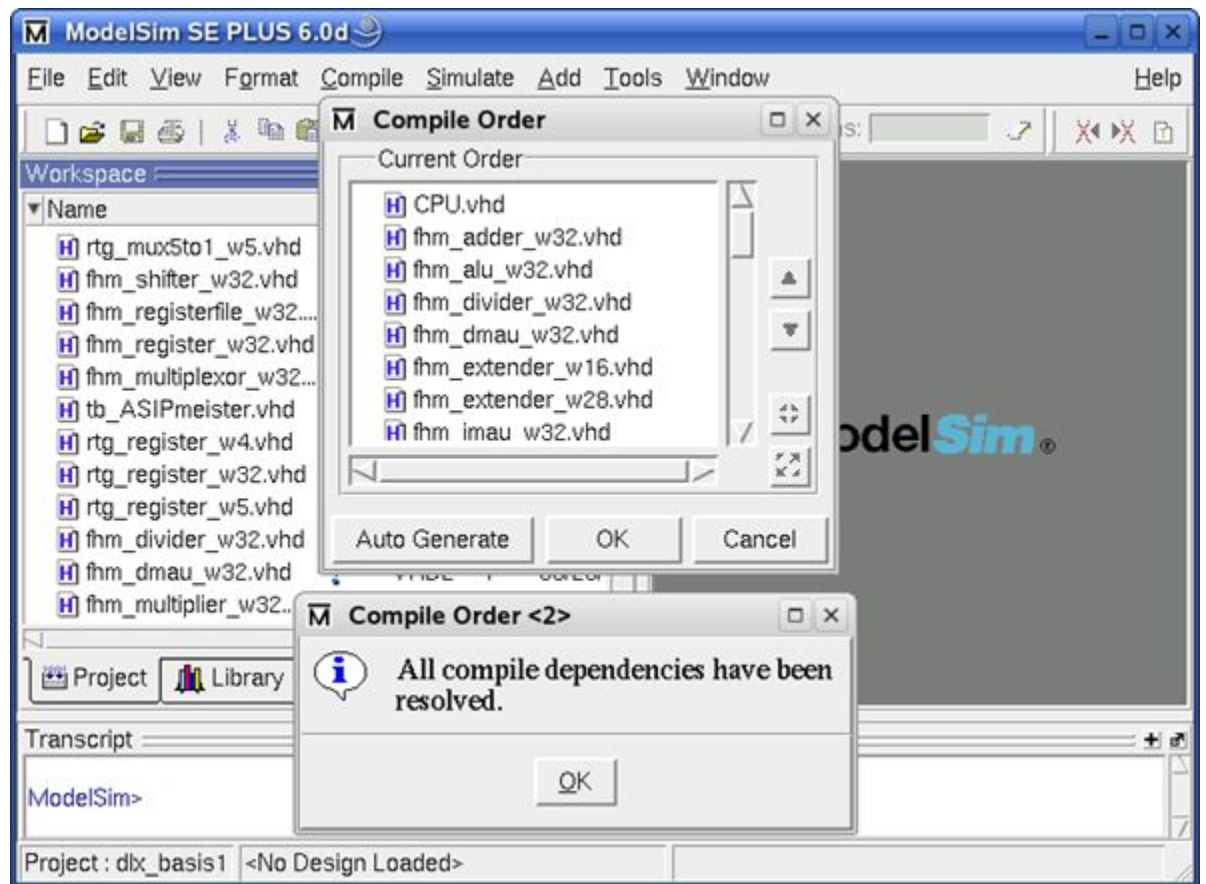 ModelSim SE PLUS 6.0d
File Edit View Format Compile Simulate Add Tools Window Help
Compile Order
Current Order
CPU.vhd
fhm_adder_w32.vhd
fhm_alu_w32.vhd
fhm_divider_w32.vhd
fhm_dmau_w32.vhd
fhm_extender_w16.vhd
fhm_extender_w28.vhd
fhm_imau_w32.vhd
Auto Generate OK Cancel
Workspace
Name
rtg_mux5to1_w5.vhd
fhm_shifter_w32.vhd
fhm_registerfile_w32....
fhm_register_w32.vhd
fhm_multiplexor_w32...
tb_ASIPmeister.vhd
rtg_register_w4.vhd
rtg_register_w32.vhd
rtg_register_w5.vhd
fhm_divider_w32.vhd
fhm_dmau_w32.vhd
fhm_multiplier_w32..
Project Library
odelSim ®
Compile Order <2>
All compile dependencies have been
resolved.
OK
Transcript
ModelSim>
Project : dlx_basis1 <No Design Loaded>